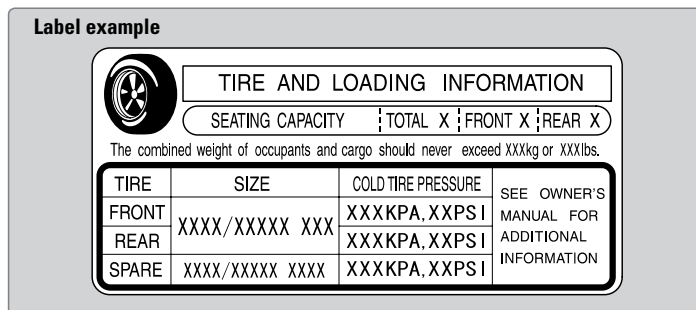 Label example
TIRE AND LOADING INFORMATION
SEATING CAPACITY TOTAL X FRONT X REAR X
The combined weight of occupants and cargo should never exceed XXXkg or XXXlbs.
TIRE SIZE COLD TIRE PRESSURE SEE OWNER'S MANUAL FOR ADDITIONAL INFORMATION
FRONT XXXX/XXXXX XXX XXXKPA,XXPSI
REAR XXXKPA,XXPSI
SPARE XXXX/XXXXX XXXX XXXKPA,XXPSI